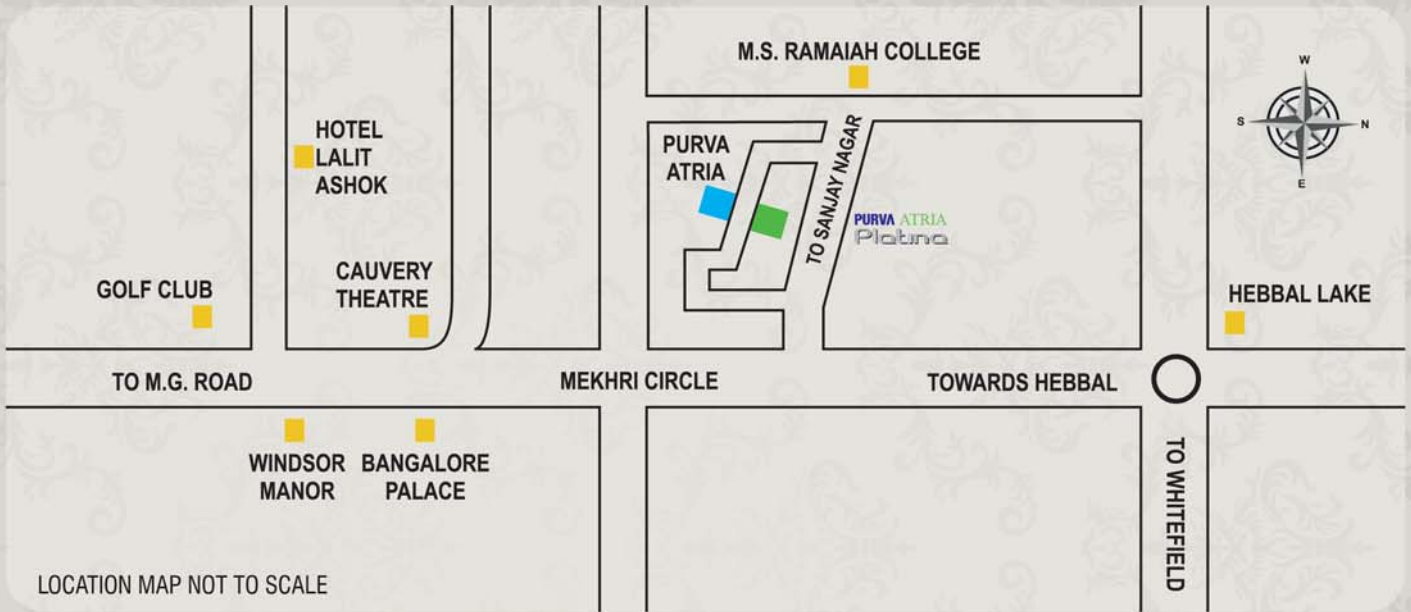 M.S. RAMAIAH COLLEGE
W
S
N
E
HOTEL
LALIT
ASHOK
PURVA
ATRIA
TO SANJAY NAGAR
PURVA ATRIA
Platina
CAUVERY
THEATRE
GOLF CLUB
HEBBAL LAKE
TO M.G. ROAD
MEKHRI CIRCLE
TOWARDS HEBBAL
WINDSOR
MANOR
BANGALORE
PALACE
TO WHITEFIELD
LOCATION MAP NOT TO SCALE